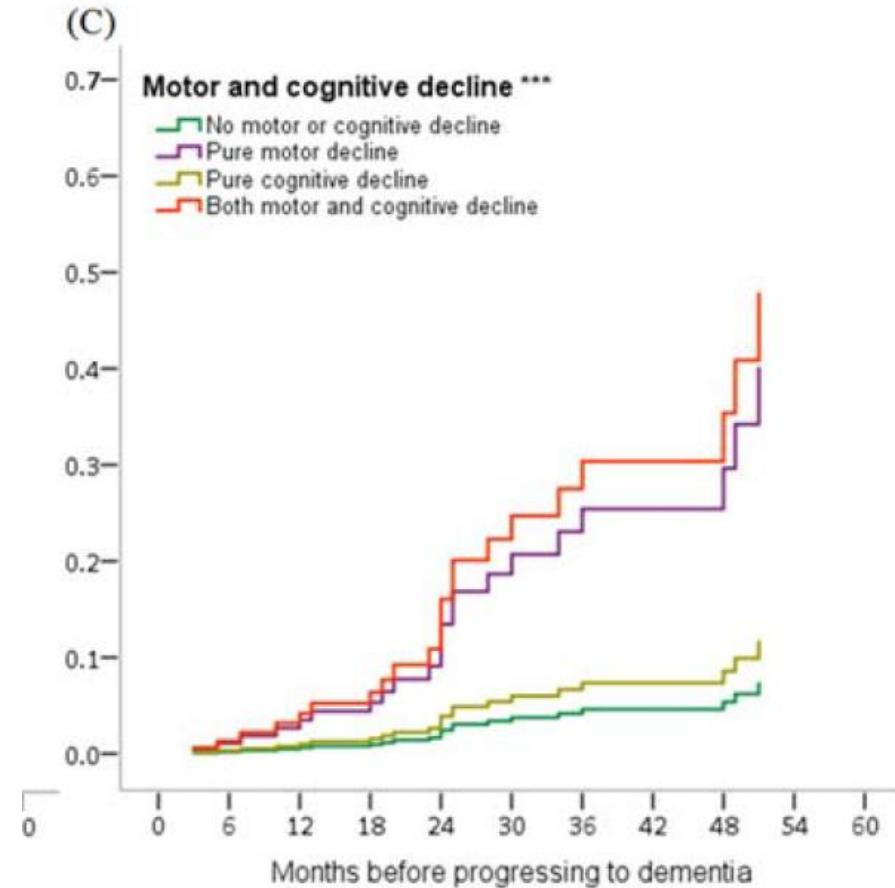 (C)
Motor and cognitive decline ***
No motor or cognitive decline
Pure motor decline
Pure cognitive decline
Both motor and cognitive decline
0.7
0.6
0.5
0.4
0.3
0.2
0.1
0.0
0
0 6 12 18 24 30 36 42 48 54 60
Months before progressing to dementia